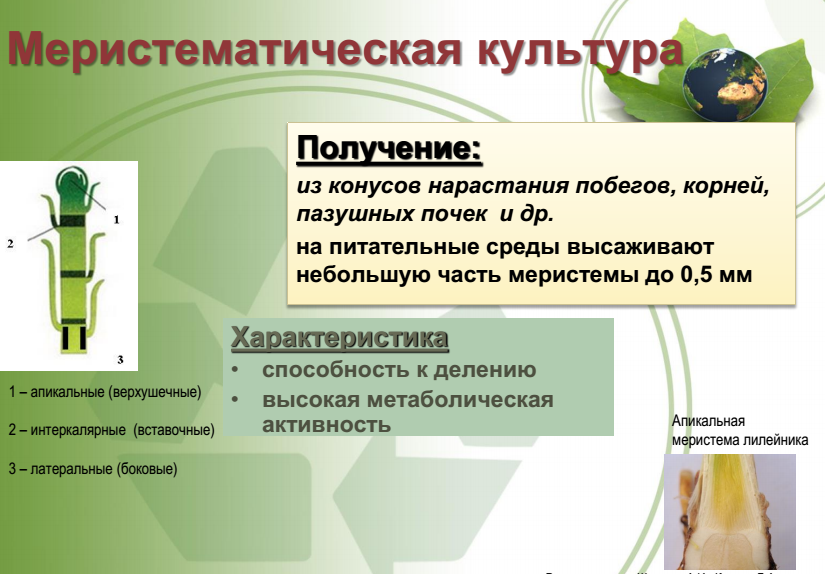 Меристематическая культура
Получение:
из конусов нарастания побегов, корней,
пазушных почек и др.
на питательные среды высаживают
небольшую часть меристемы до 0,5 мм
1
2
3
Характеристика
• способность к делению
• высокая метаболическая
активность
1 – апикальные (верхушечные)
2 – интеркалярные (вставочные)
3 – латеральные (боковые)
Апикальная
меристема лилейника